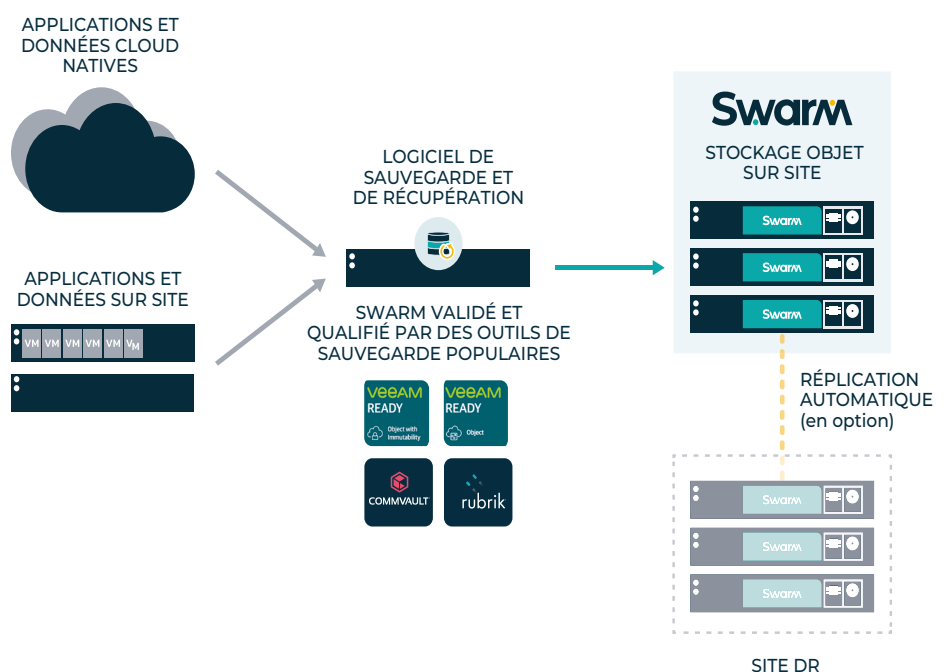 APPLICATIONS ET
DONNÉES CLOUD
NATIVES
APPLICATIONS ET
DONNÉES SUR SITE
VM VM VM VM VM VM
LOGICIEL DE
SAUVEGARDE ET
DE RÉCUPÉRATION
SWARM VALIDÉ ET
QUALIFIÉ PAR DES OUTILS DE
SAUVEGARDE POPULAIRES
veeAM
READY
Object with
Immutability
veeAM
READY
Object
COMMVAULT
rubrik
Swarm
STOCKAGE OBJET
SUR SITE
Swarm
Swarm
Swarm
RÉPLICATION
AUTOMATIQUE
(en option)
Swarm
Swarm
Swarm
SITE DR